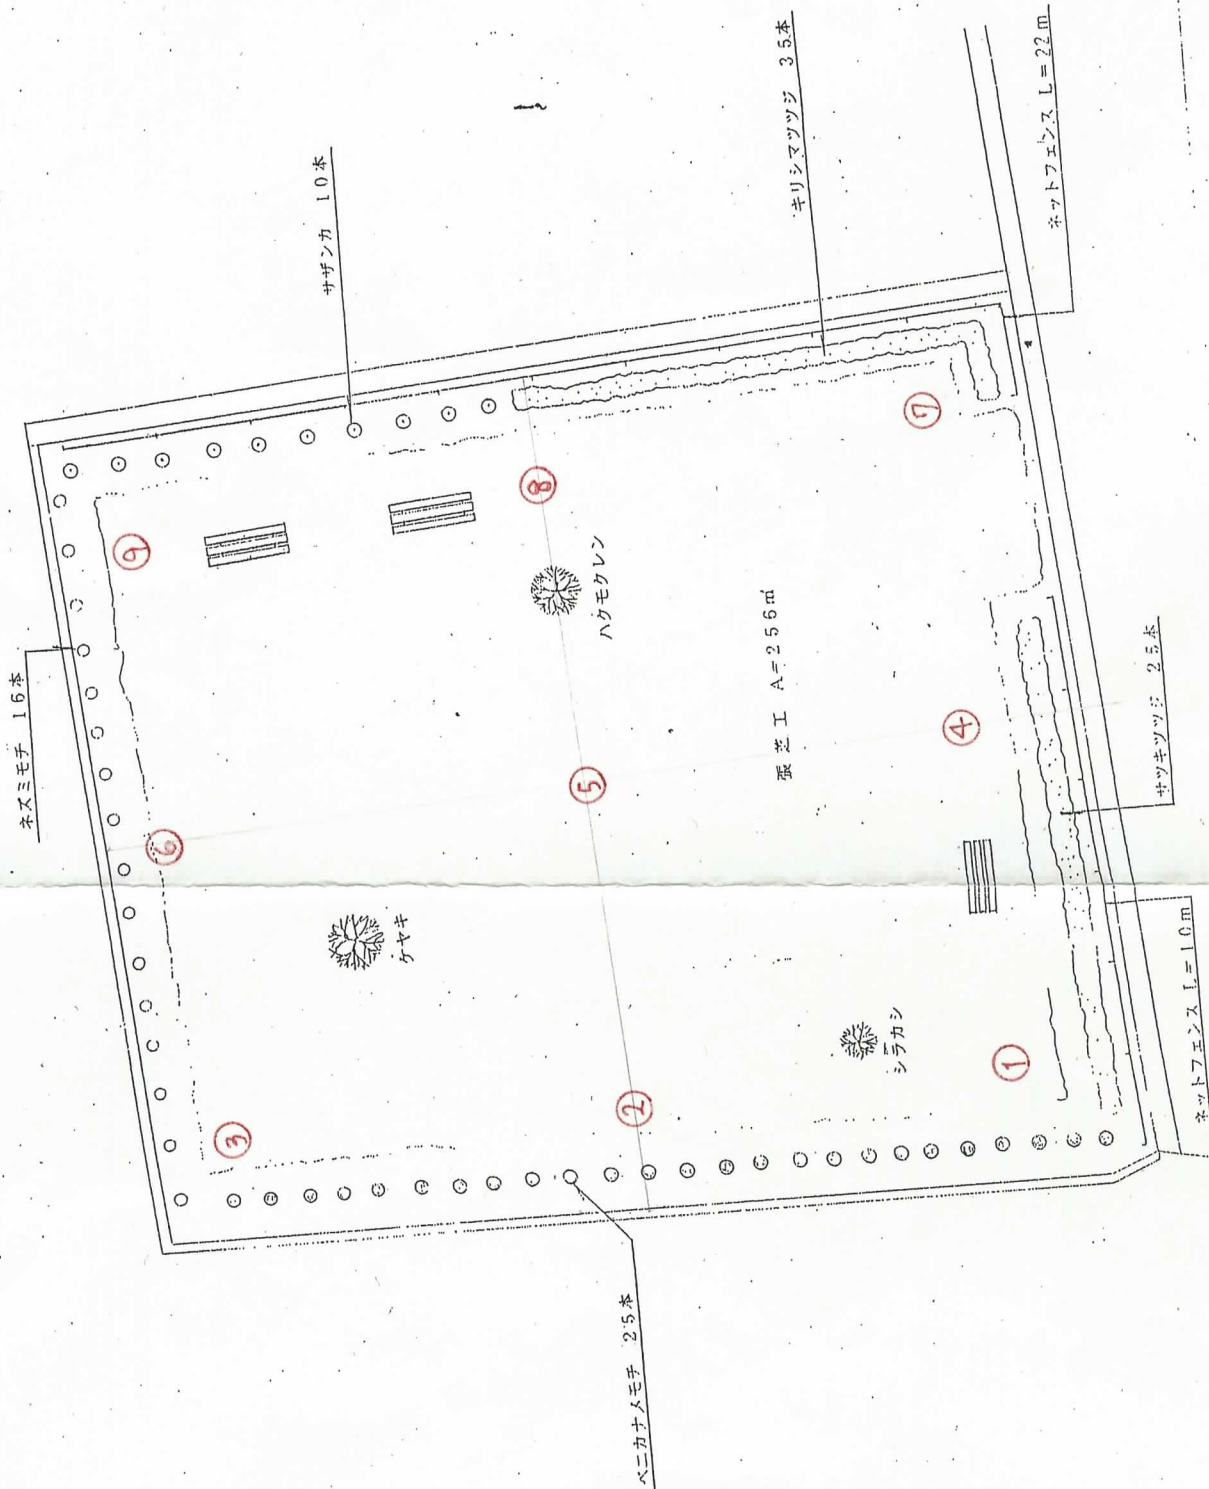 ネズミモチ 16本
サザンカ 10本
キリシマツツジ 35本
ネットフェンス L=22m
⑨
⑧
⑦
ハクモクレン
⑥
⑤
張芝工 A=256㎡
④
サツキツツジ 25本
ケヤキ
シラカシ
③
②
①
ネットフェンス L=10m
ベニカナメモチ 25本